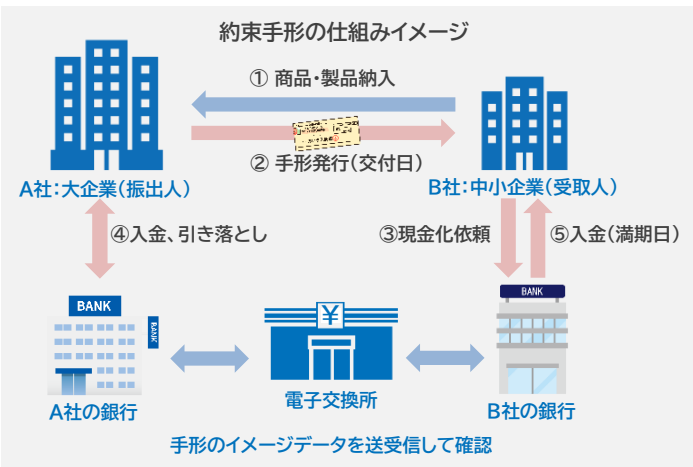 約束手形の仕組みイメージ
① 商品・製品納入
② 手形発行(交付日)
A社:大企業(振出人)
B社:中小企業(受取人)
④入金、引き落とし
③現金化依頼
⑤入金(満期日)
BANK
BANK
BANK
¥
A社の銀行
電子交換所
B社の銀行
手形のイメージデータを送受信して確認